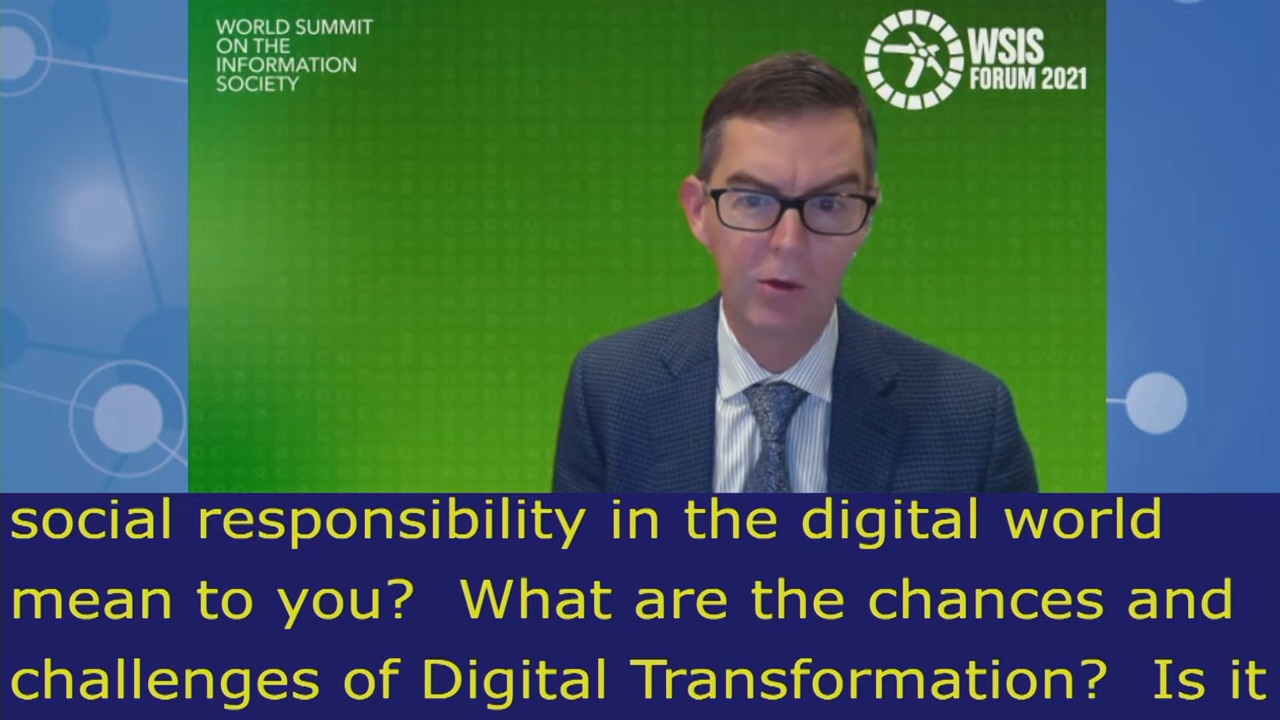 WORLD SUMMIT
ON THE
INFORMATION
SOCIETY
WSIS
FORUM 2021
social responsibility in the digital world
mean to you?  What are the chances and
challenges of Digital Transformation?  Is it